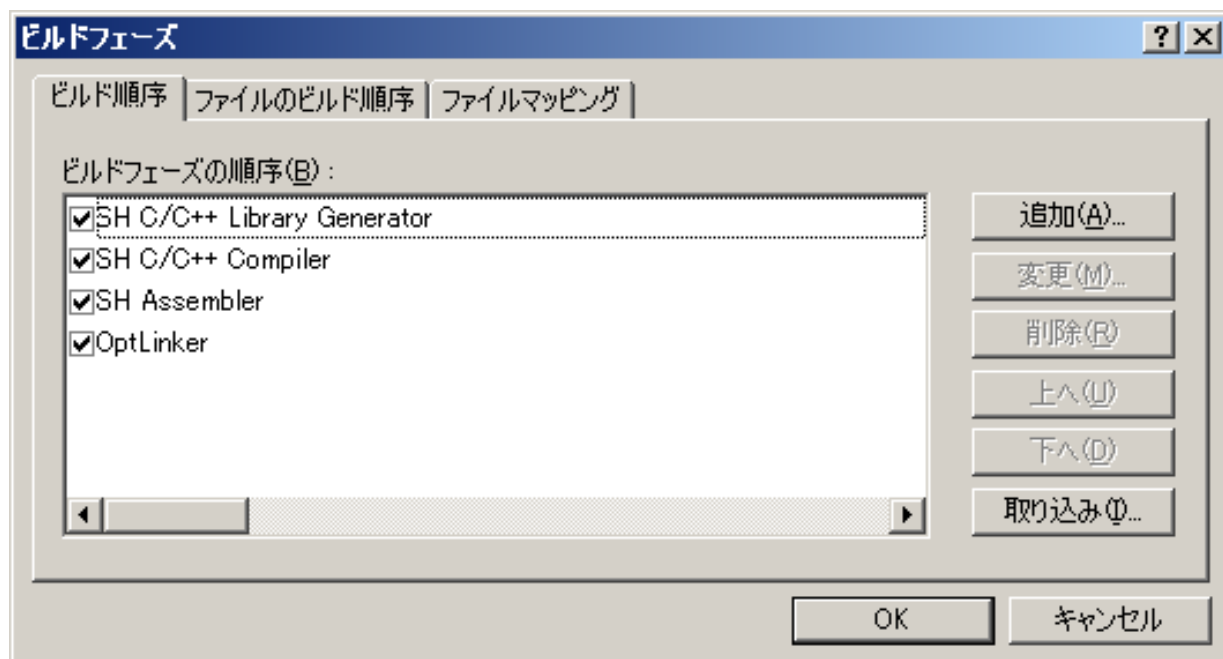 ビルドフェーズ
ビルド順序 ファイルのビルド順序 ファイルマッピング
ビルドフェーズの順序(B) :
SH C/C++ Library Generator
SH C/C++ Compiler
SH Assembler
OptLinker
追加(A)...
変更(M)...
削除(R)
上へ(U)
下へ(D)
取り込み(I)...
OK キャンセル